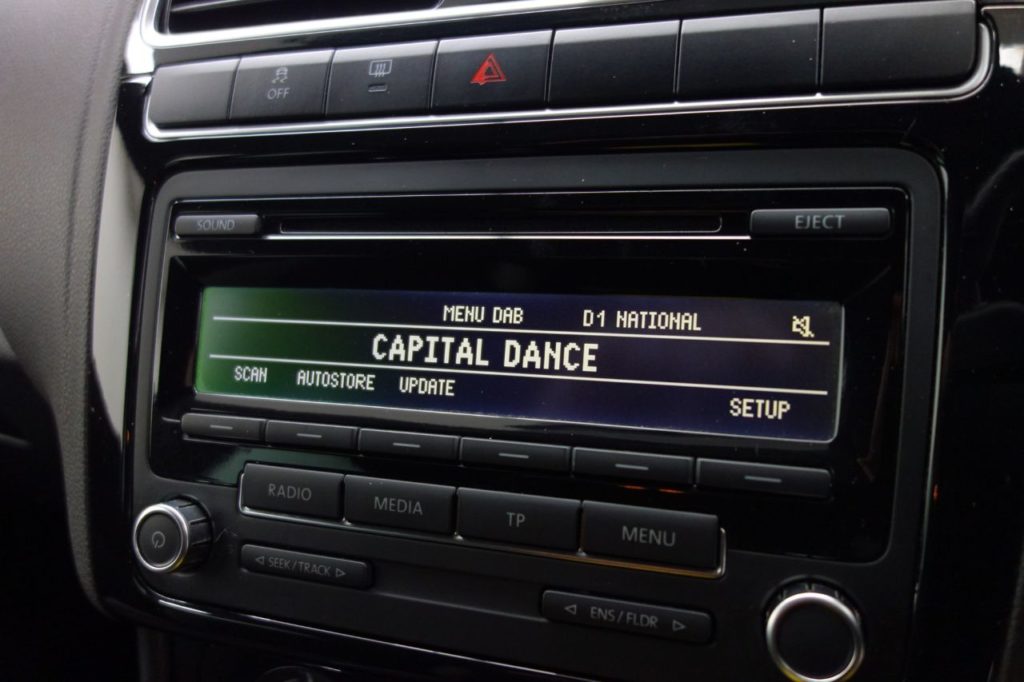 OFF
SOUND
EJECT
MENU DAB D1 NATIONAL
CAPITAL DANCE
SCAN AUTOSTORE UPDATE
SETUP
RADIO MEDIA TP MENU
SEEK/TRACK
ENS/FLDR